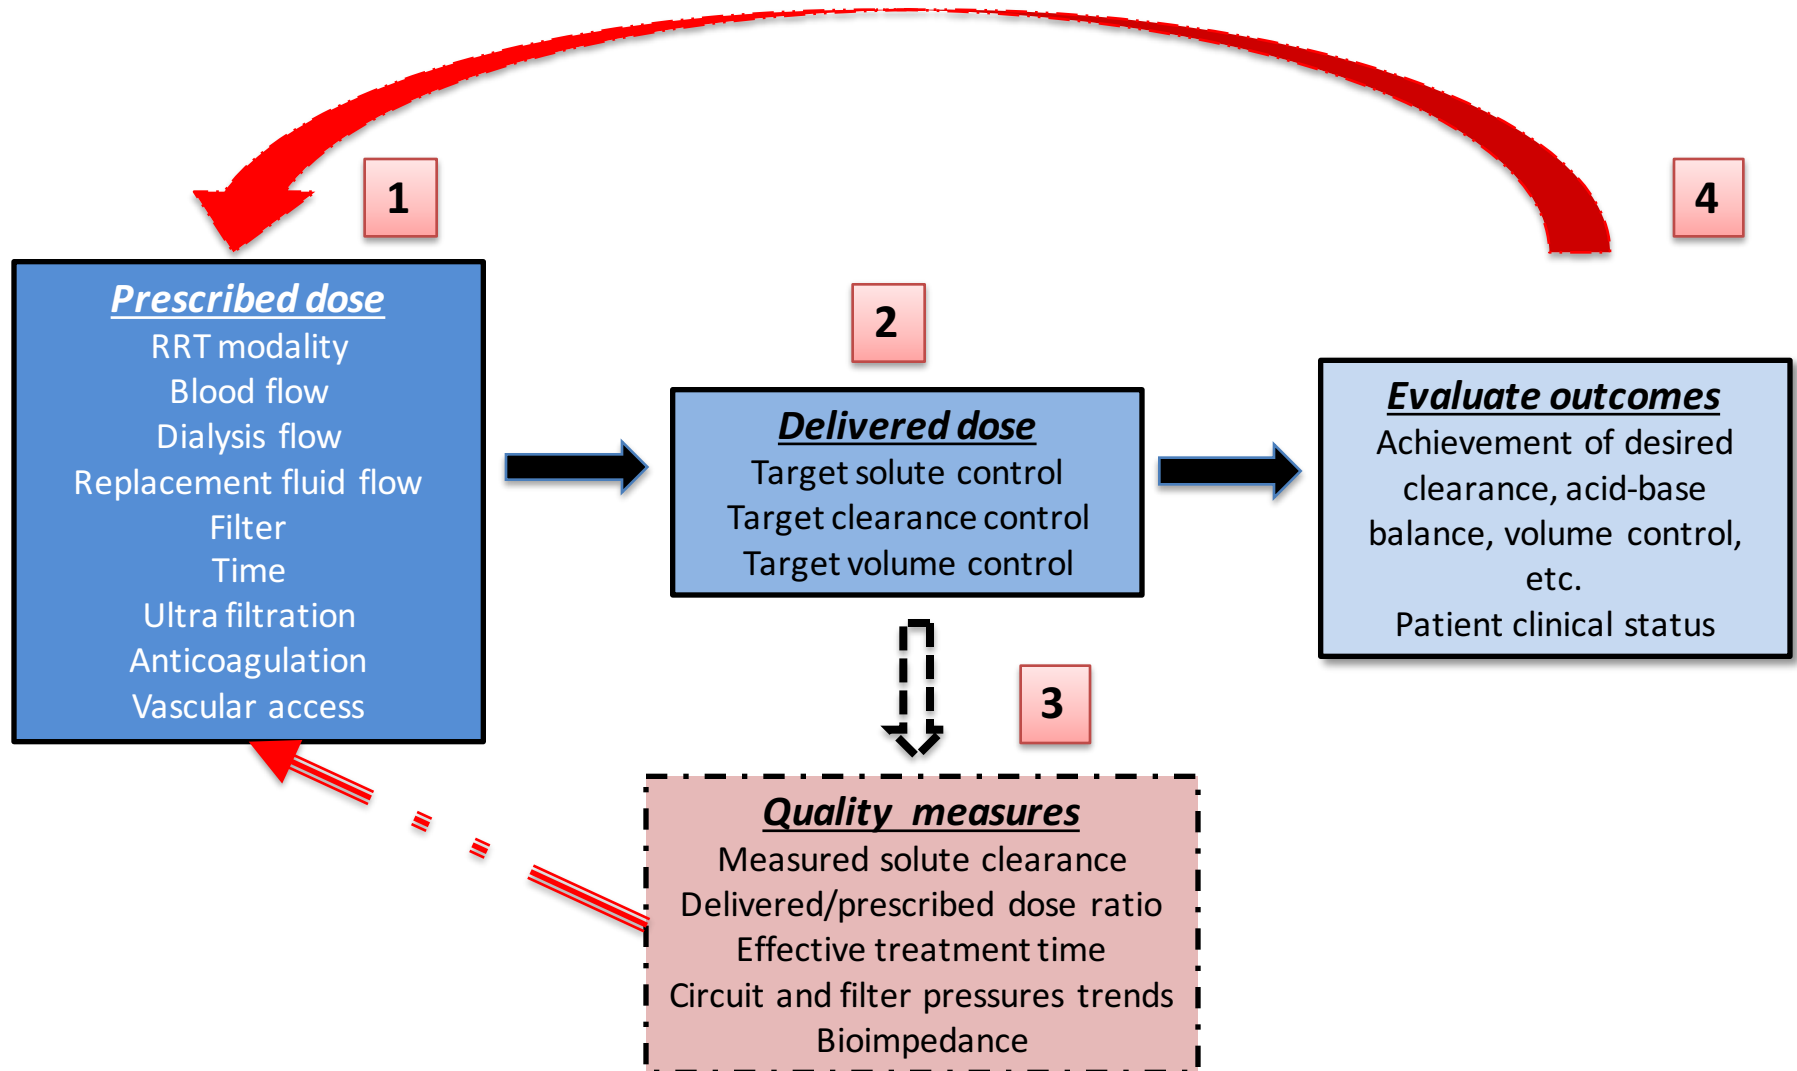 1
Prescribed dose
RRT modality
Blood flow
Dialysis flow
Replacement fluid flow
Filter
Time
Ultra filtration
Anticoagulation
Vascular access
2
Delivered dose
Target solute control
Target clearance control
Target volume control
3
Quality measures
Measured solute clearance
Delivered/prescribed dose ratio
Effective treatment time
Circuit and filter pressures trends
Bioimpedance
4
Evaluate outcomes
Achievement of desired
clearance, acid-base
balance, volume control,
etc.
Patient clinical status